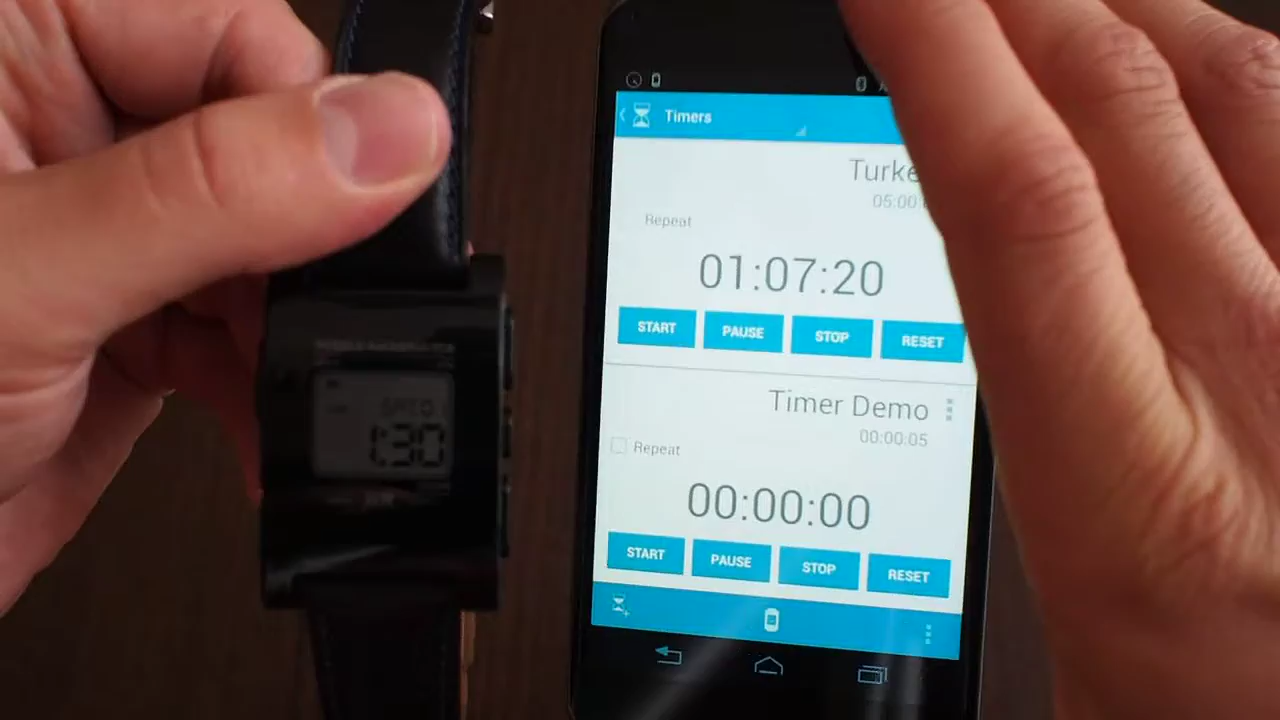 Timers
Turke
05:00
Repeat
01:07:20
START PAUSE STOP RESET
Timer Demo
00:00:05
Repeat
00:00:00
START PAUSE STOP RESET
1:30